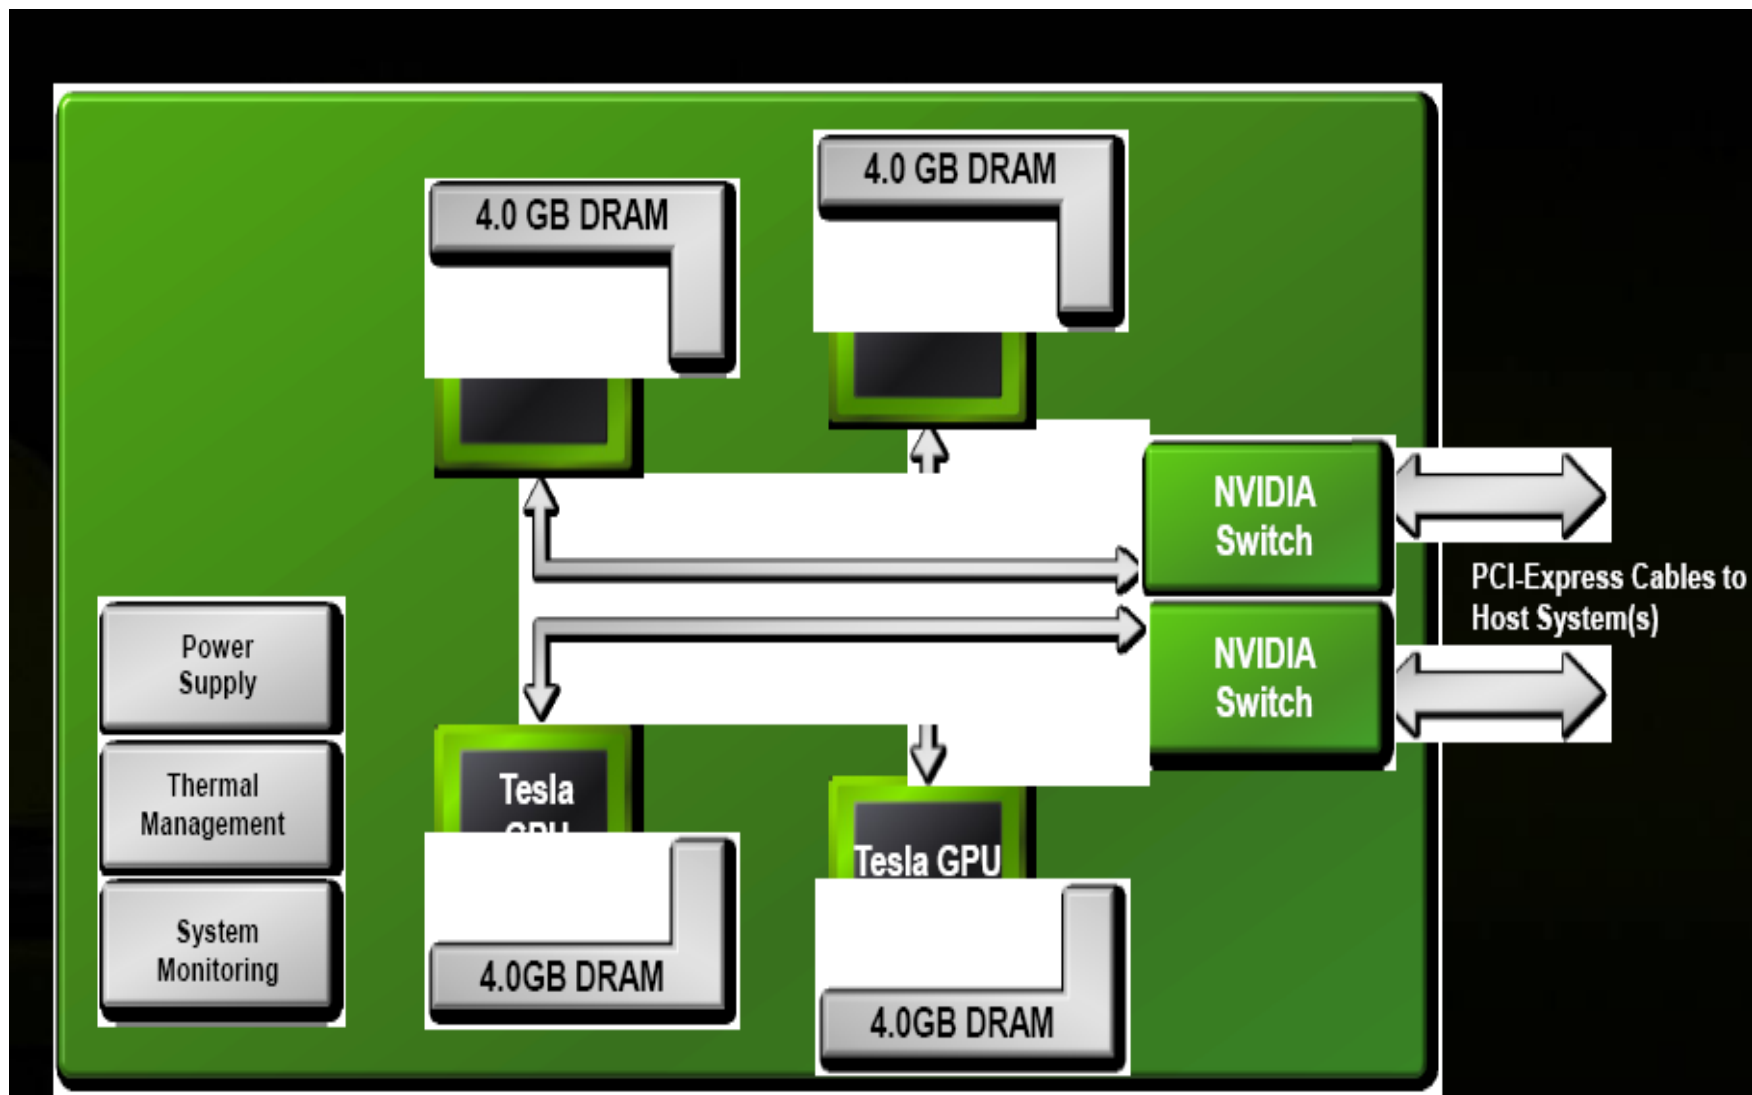 4.0 GB DRAM
4.0 GB DRAM
NVIDIA
Switch
PCI-Express Cables to
Host System(s)
NVIDIA
Switch
Power
Supply
Thermal
Management
System
Monitoring
Tesla
GPU
Tesla GPU
4.0GB DRAM
4.0GB DRAM